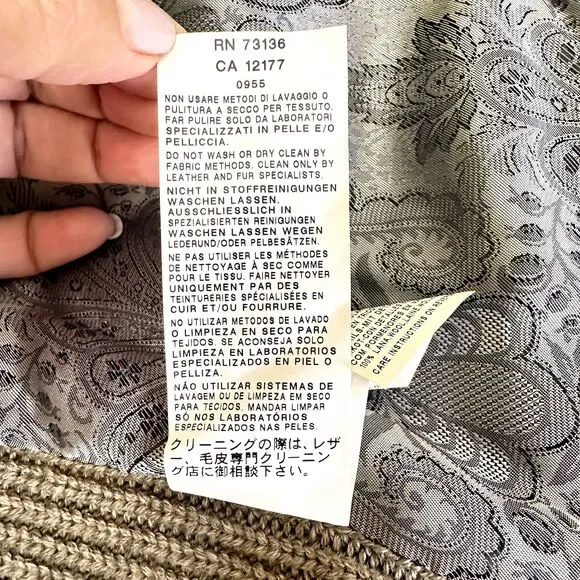 RN 73136
CA 12177
0955
NON USARE METODI DI LAVAGGIO O
PULITURA A SECCO PER TESSUTO.
FAR PULIRE SOLO DA LABORATORI
SPECIALIZZATI IN PELLE E/O
PELLICCIA.
DO NOT WASH OR DRY CLEAN BY
FABRIC METHODS. CLEAN ONLY BY
LEATHER AND FUR SPECIALISTS.
NICHT IN STOFFREINIGUNGEN
WASCHEN LASSEN.
AUSSCHLIESSLICH IN
SPEZIALISIERTEN REINIGUNGEN
WASCHEN LASSEN WEGEN
LEDERUND/ODER PELBESÄTZEN.
NE PAS UTILISER LES MÉTHODES
DE NETTOYAGE À SEC COMME
POUR LE TISSU. FAIRE NETTOYER
UNIQUEMENT PAR DES
TEINTURERIES SPÉCIALISÉES EN
CUIR ET/OU FOURRURE.
NO UTILIZAR METODOS DE LAVADO
O LIMPIEZA EN SECO PARA
TEJIDOS. SE ACONSEJA SOLO
LIMPIEZA EN LABORATORIOS
ESPECIALIZADOS EN PIEL O
PELLIZA.
NÃO UTILIZAR SISTEMAS DE
LAVAGEM OU DE LIMPEZA EM SECO
PARA TECIDOS. MANDAR LIMPAR
SÓ NOS LABORATÓRIOS
ESPECIALIZADOS NAS PELES.
クリーニングの際は、レザ
ー、毛皮専門クリーニン
グ店に御相談下さい。
100% LANA WOOL
CARE INSTRUCTIONS ON